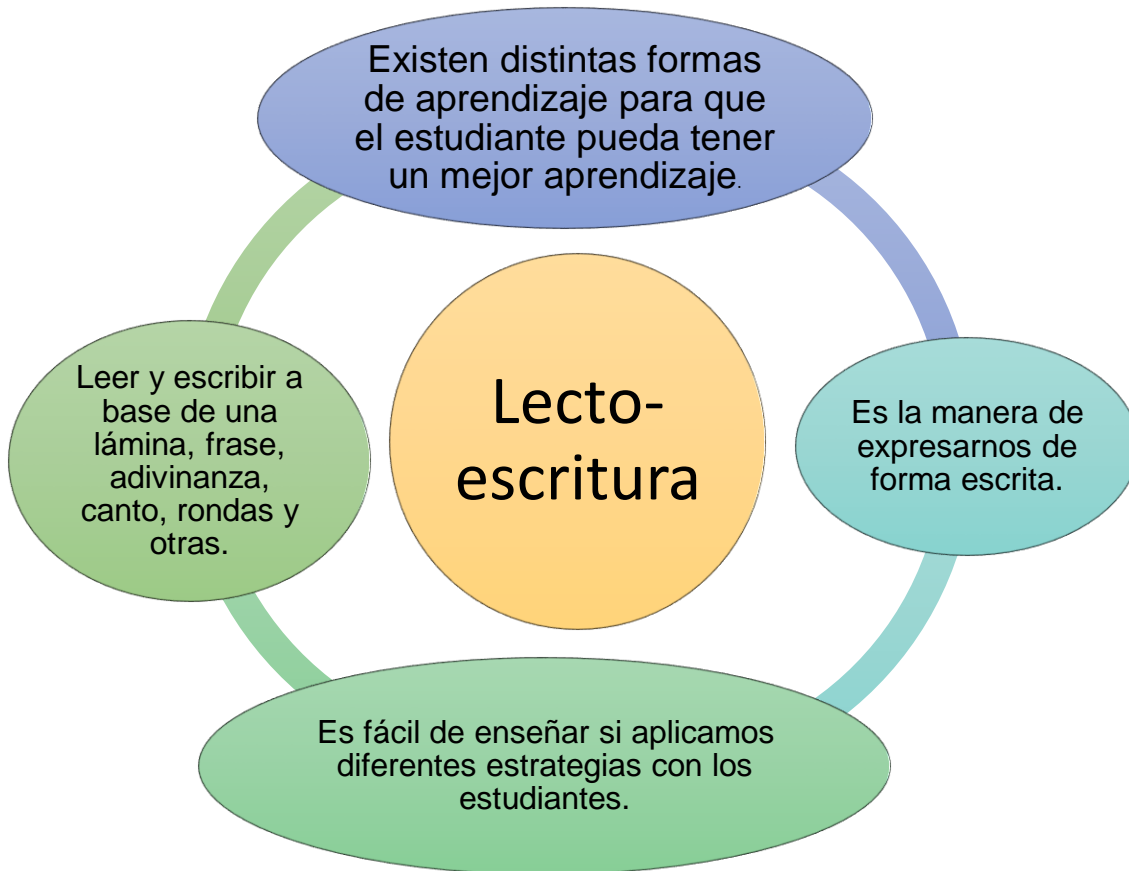 Existen distintas formas
de aprendizaje para que
el estudiante pueda tener
un mejor aprendizaje.
Lecto-
escritura
Es la manera de
expresarnos de
forma escrita.
Es fácil de enseñar si aplicamos
diferentes estrategias con los
estudiantes.
Leer y escribir a
base de una
lámina, frase,
adivinanza,
canto, rondas y
otras.